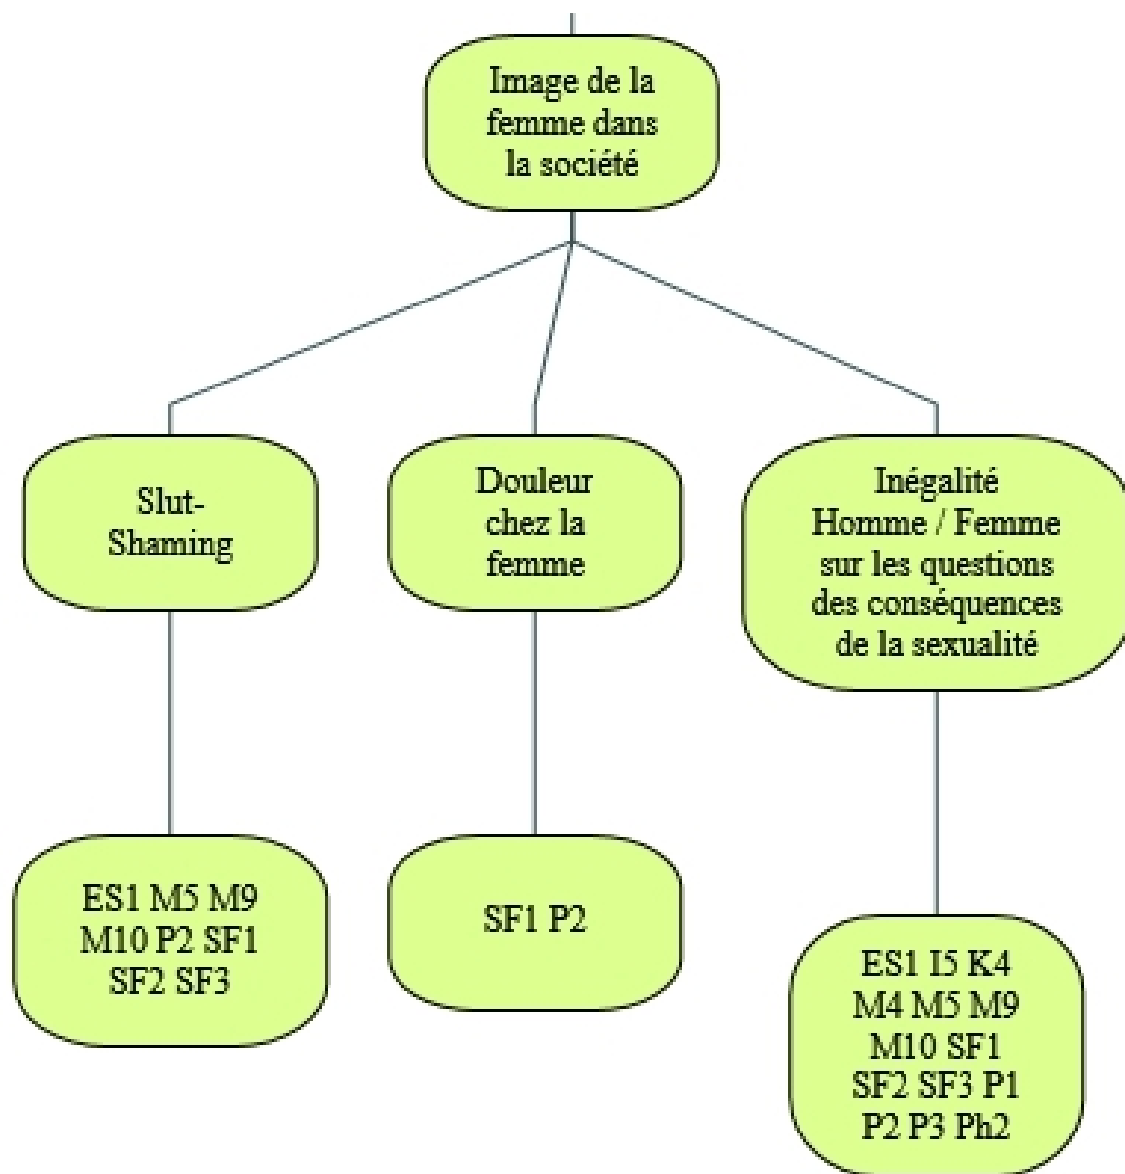 Image de la
femme dans
la société
Slut-
Shaming
Douleur
chez la
femme
Inégalité
Homme / Femme
sur les questions
des conséquences
de la sexualité
ES1 M5 M9
M10 P2 SF1
SF2 SF3
SF1 P2
ES1 I5 K4
M4 M5 M9
M10 SF1
SF2 SF3 P1
P2 P3 Ph2